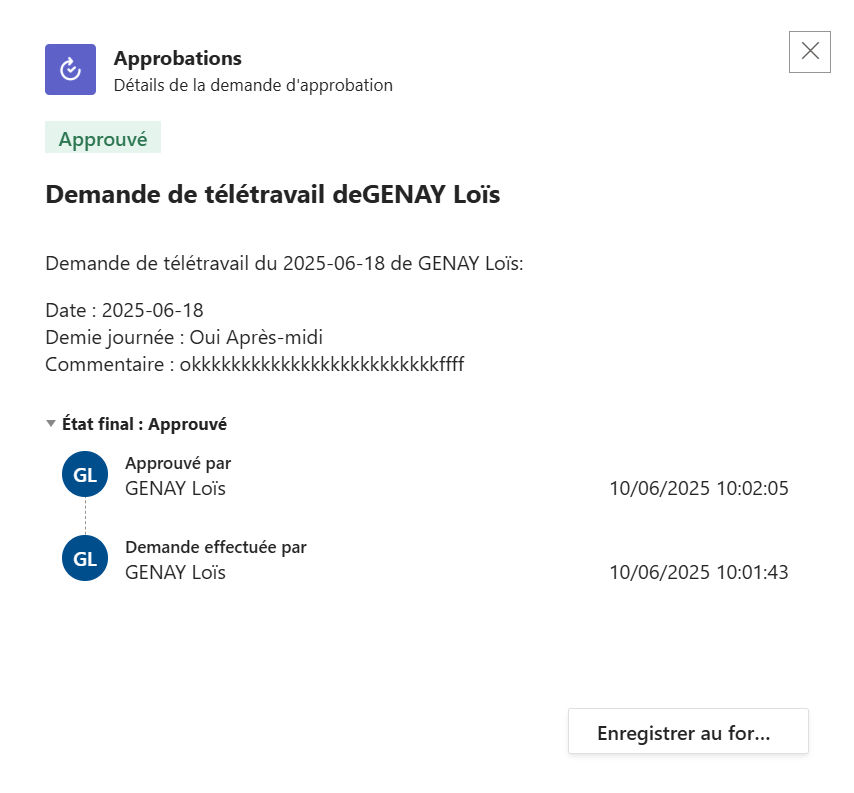 Approbations
Détails de la demande d'approbation
Approuvé
Demande de télétravail deGENAY Loïs
Demande de télétravail du 2025-06-18 de GENAY Loïs:
Date : 2025-06-18
Demie journée : Oui Après-midi
Commentaire : okkkkkkkkkkkkkkkkkkkkkkkkkffff
État final : Approuvé
GL
Approuvé par
GENAY Loïs
10/06/2025 10:02:05
GL
Demande effectuée par
GENAY Loïs
10/06/2025 10:01:43
Enregistrer au for...